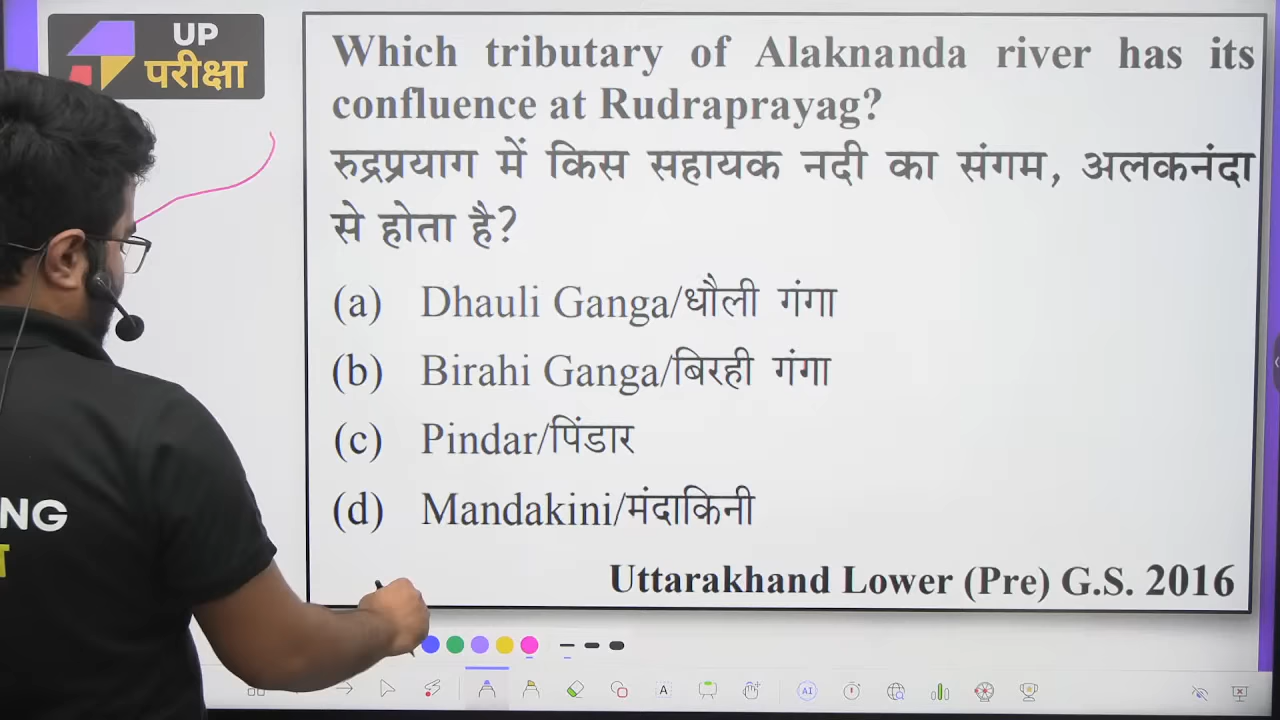 UP
परीक्षा
Which tributary of Alaknanda river has its
confluence at Rudraprayag?
रुद्रप्रयाग में किस सहायक नदी का संगम, अलकनंदा
से होता है?
(a) Dhauli Ganga/धौली गंगा
(b) Birahi Ganga/बिरही गंगा
(c) Pindar/पिंडार
(d) Mandakini/मंदाकिनी
Uttarakhand Lower (Pre) G.S. 2016
NG
A
AI